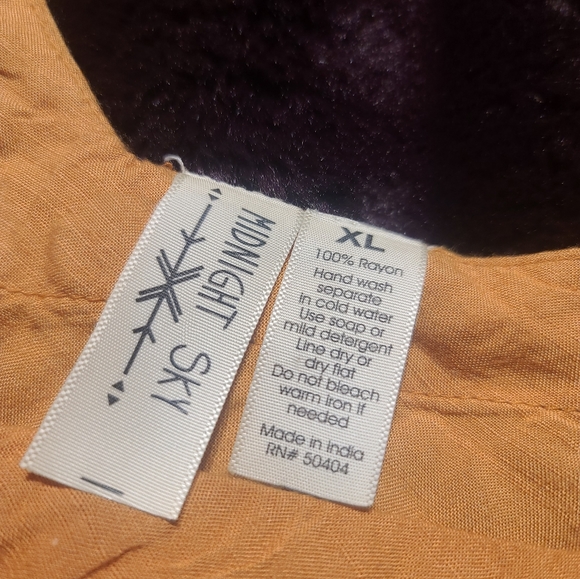 MIDNIGHT SKY
XL
100% Rayon
Hand wash
separate
in cold water
Use soap or
mild detergent
Line dry or
dry flat
Do not bleach
warm iron if
needed
Made in India
RN# 50404